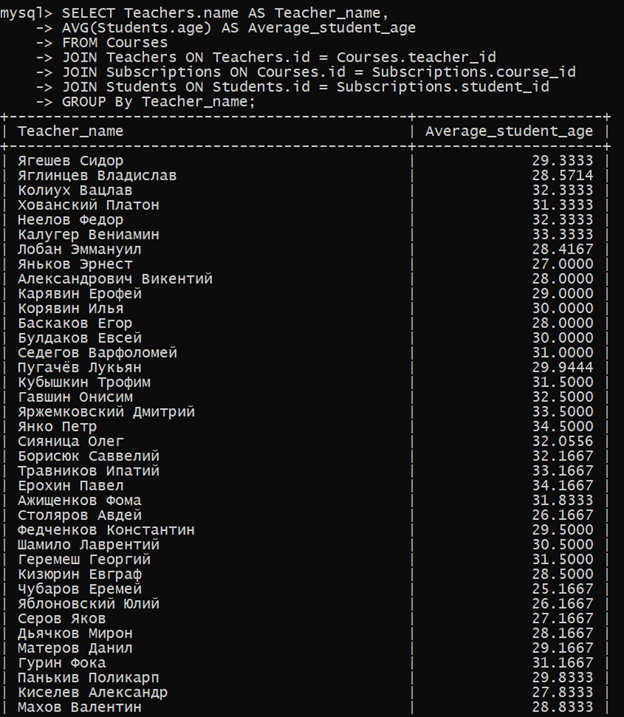 mysql> SELECT Teachers.name AS Teacher_name,
-> AVG(Students.age) AS Average_student_age
-> FROM Courses
-> JOIN Teachers ON Teachers.id = Courses.teacher_id
-> JOIN Subscriptions ON Courses.id = Subscriptions.course_id
-> JOIN Students ON Students.id = Subscriptions.student_id
-> GROUP By Teacher_name;
| Teacher_name | Average_student_age |
| Ягешев Сидор | 29.3333 |
| Яглинцев Владислав | 28.5714 |
| Колиух Вацлав | 32.3333 |
| Хованский Платон | 31.3333 |
| Неелов Федор | 32.3333 |
| Калугер Вениамин | 33.3333 |
| Лобан Эммануил | 28.4167 |
| Яньков Эрнест | 27.0000 |
| Александрович Викентий | 28.0000 |
| Карявин Ерофей | 29.0000 |
| Корявин Илья | 30.0000 |
| Баскаков Егор | 28.0000 |
| Булдаков Евсей | 30.0000 |
| Седегов Варфоломей | 31.0000 |
| Пугачёв Лукьян | 29.9444 |
| Кубышкин Трофим | 31.5000 |
| Гавшин Онисим | 32.5000 |
| Яржемковский Дмитрий | 33.5000 |
| Янко Петр | 34.5000 |
| Сияница Олег | 32.0556 |
| Борисюк Саввелий | 32.1667 |
| Травников Ипатий | 33.1667 |
| Ерохин Павел | 34.1667 |
| Ажищенков Фома | 31.8333 |
| Столяров Авдей | 26.1667 |
| Федченков Константин | 29.5000 |
| Шамило Лаврентий | 30.5000 |
| Геремеш Георгий | 31.5000 |
| Кизюрин Евграф | 28.5000 |
| Чубаров Еремей | 25.1667 |
| Яблоновский Юлий | 26.1667 |
| Серов Яков | 27.1667 |
| Дьячков Мирон | 28.1667 |
| Матеров Данил | 29.1667 |
| Гурин Фока | 31.1667 |
| Панькив Поликарп | 29.8333 |
| Киселев Александр | 27.8333 |
| Махов Валентин | 28.8333 |